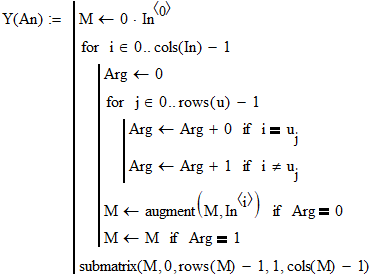 Y(An) := M ← 0 · In^⟨0⟩
for i ∈ 0.. cols(In) − 1
Arg ← 0
for j ∈ 0.. rows(u) − 1
Arg ← Arg + 0 if i = u_j
Arg ← Arg + 1 if i ≠ u_j
M ← augment(M, In^⟨i⟩) if Arg = 0
M ← M if Arg = 1
submatrix(M, 0, rows(M) − 1, 1, cols(M) − 1)